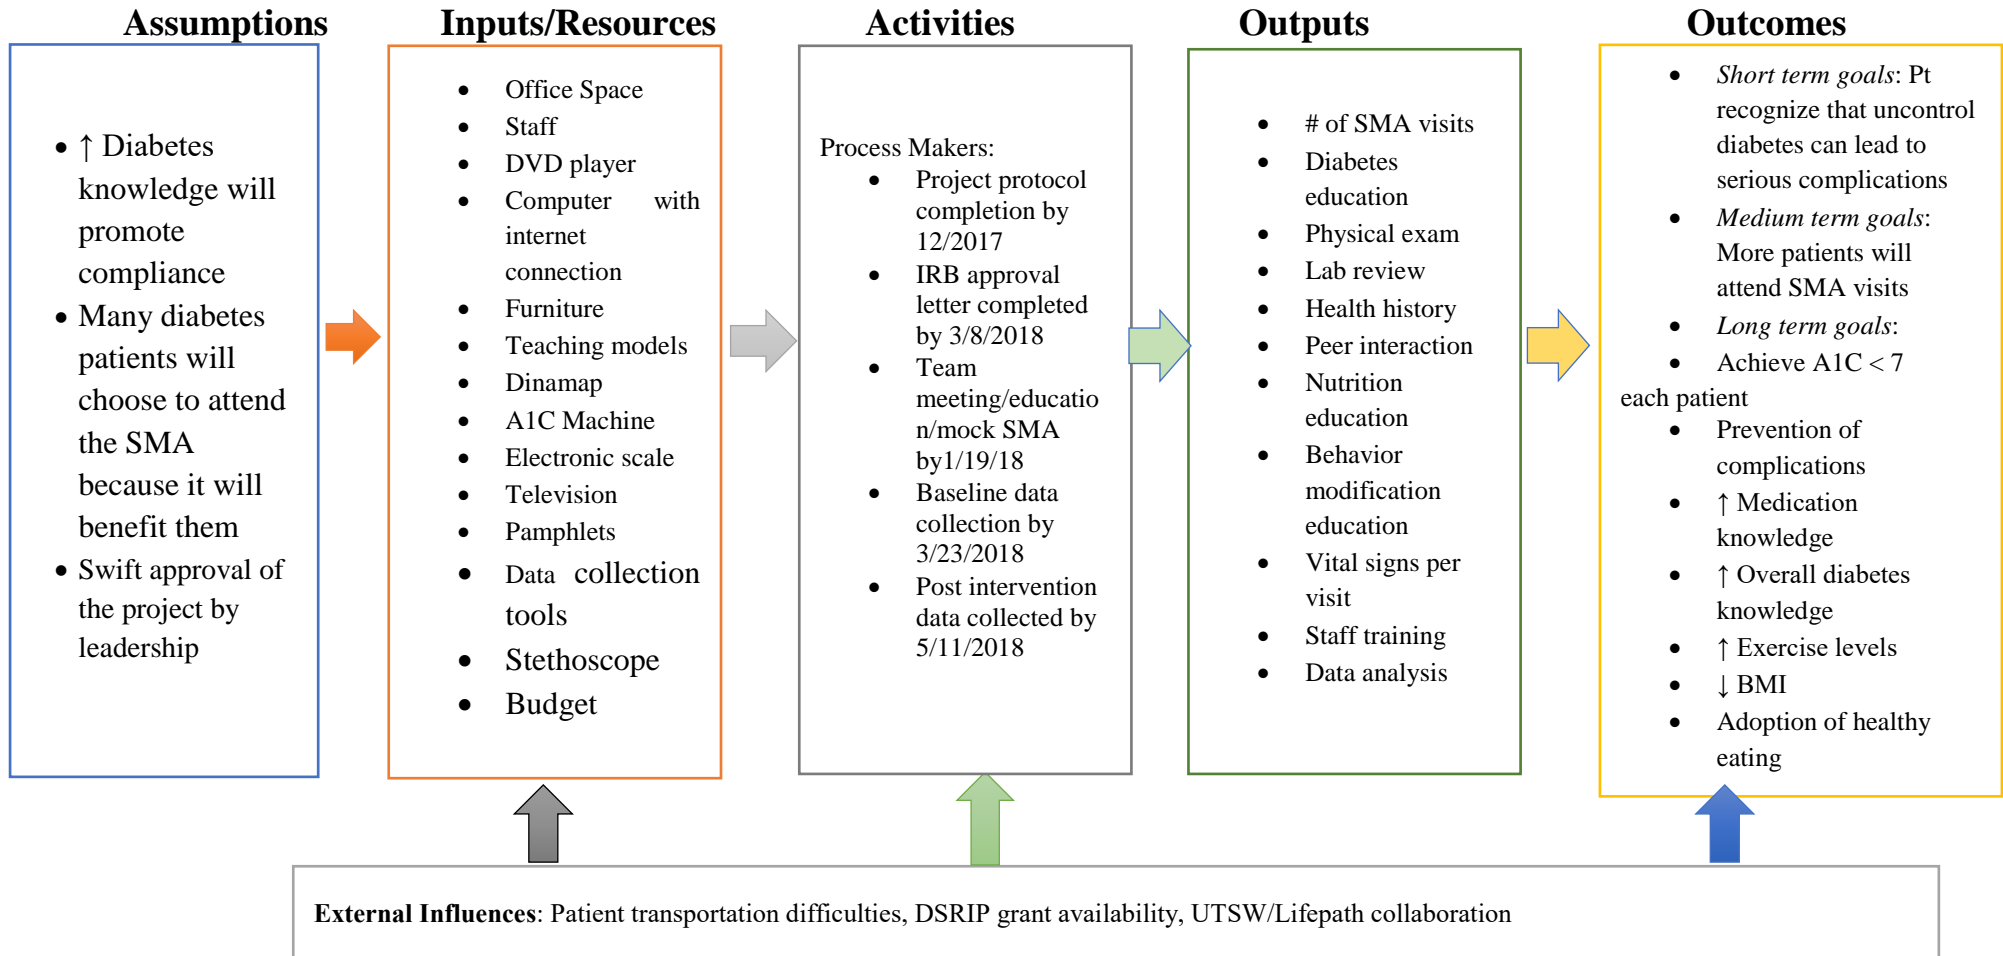 Assumptions
Inputs/Resources
Activities
Outputs
Outcomes
• ↑ Diabetes
knowledge will
promote
compliance
• Many diabetes
patients will
choose to attend
the SMA
because it will
benefit them
• Swift approval of
the project by
leadership
• Office Space
• Staff
• DVD player
• Computer with
internet
connection
• Furniture
• Teaching models
• Dinamap
• A1C Machine
• Electronic scale
• Television
• Pamphlets
• Data collection
tools
• Stethoscope
• Budget
Process Makers:
• Project protocol
completion by
12/2017
• IRB approval
letter completed
by 3/8/2018
• Team
meeting/educatio
n/mock SMA
by1/19/18
• Baseline data
collection by
3/23/2018
• Post intervention
data collected by
5/11/2018
• # of SMA visits
• Diabetes
education
• Physical exam
• Lab review
• Health history
• Peer interaction
• Nutrition
education
• Behavior
modification
education
• Vital signs per
visit
• Staff training
• Data analysis
• Short term goals: Pt
recognize that uncontrol
diabetes can lead to
serious complications
• Medium term goals:
More patients will
attend SMA visits
• Long term goals:
• Achieve A1C < 7
each patient
• Prevention of
complications
• ↑ Medication
knowledge
• ↑ Overall diabetes
knowledge
• ↑ Exercise levels
• ↓ BMI
• Adoption of healthy
eating
External Influences: Patient transportation difficulties, DSRIP grant availability, UTSW/Lifepath collaboration